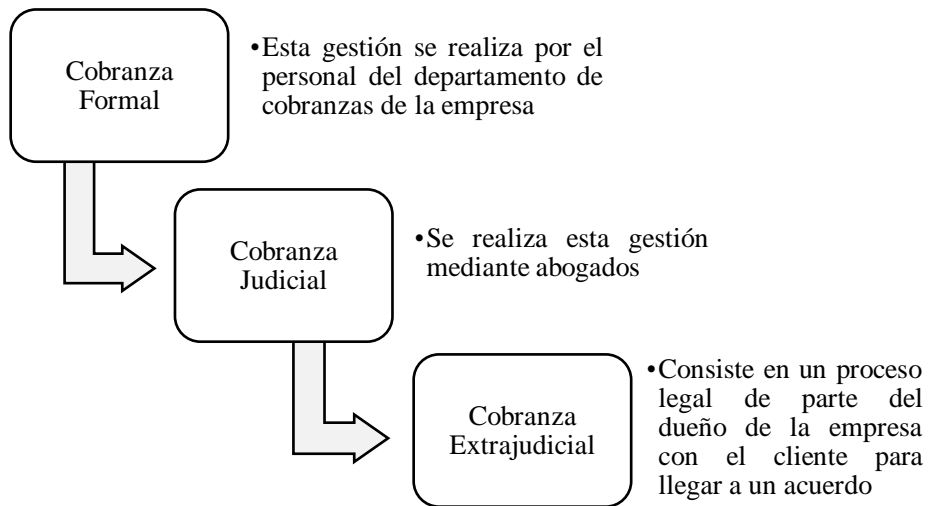 Cobranza
Formal
•Esta gestión se realiza por el
personal del departamento de
cobranzas de la empresa
Cobranza
Judicial
•Se realiza esta gestión
mediante abogados
Cobranza
Extrajudicial
•Consiste en un proceso
legal de parte del
dueño de la empresa
con el cliente para
llegar a un acuerdo